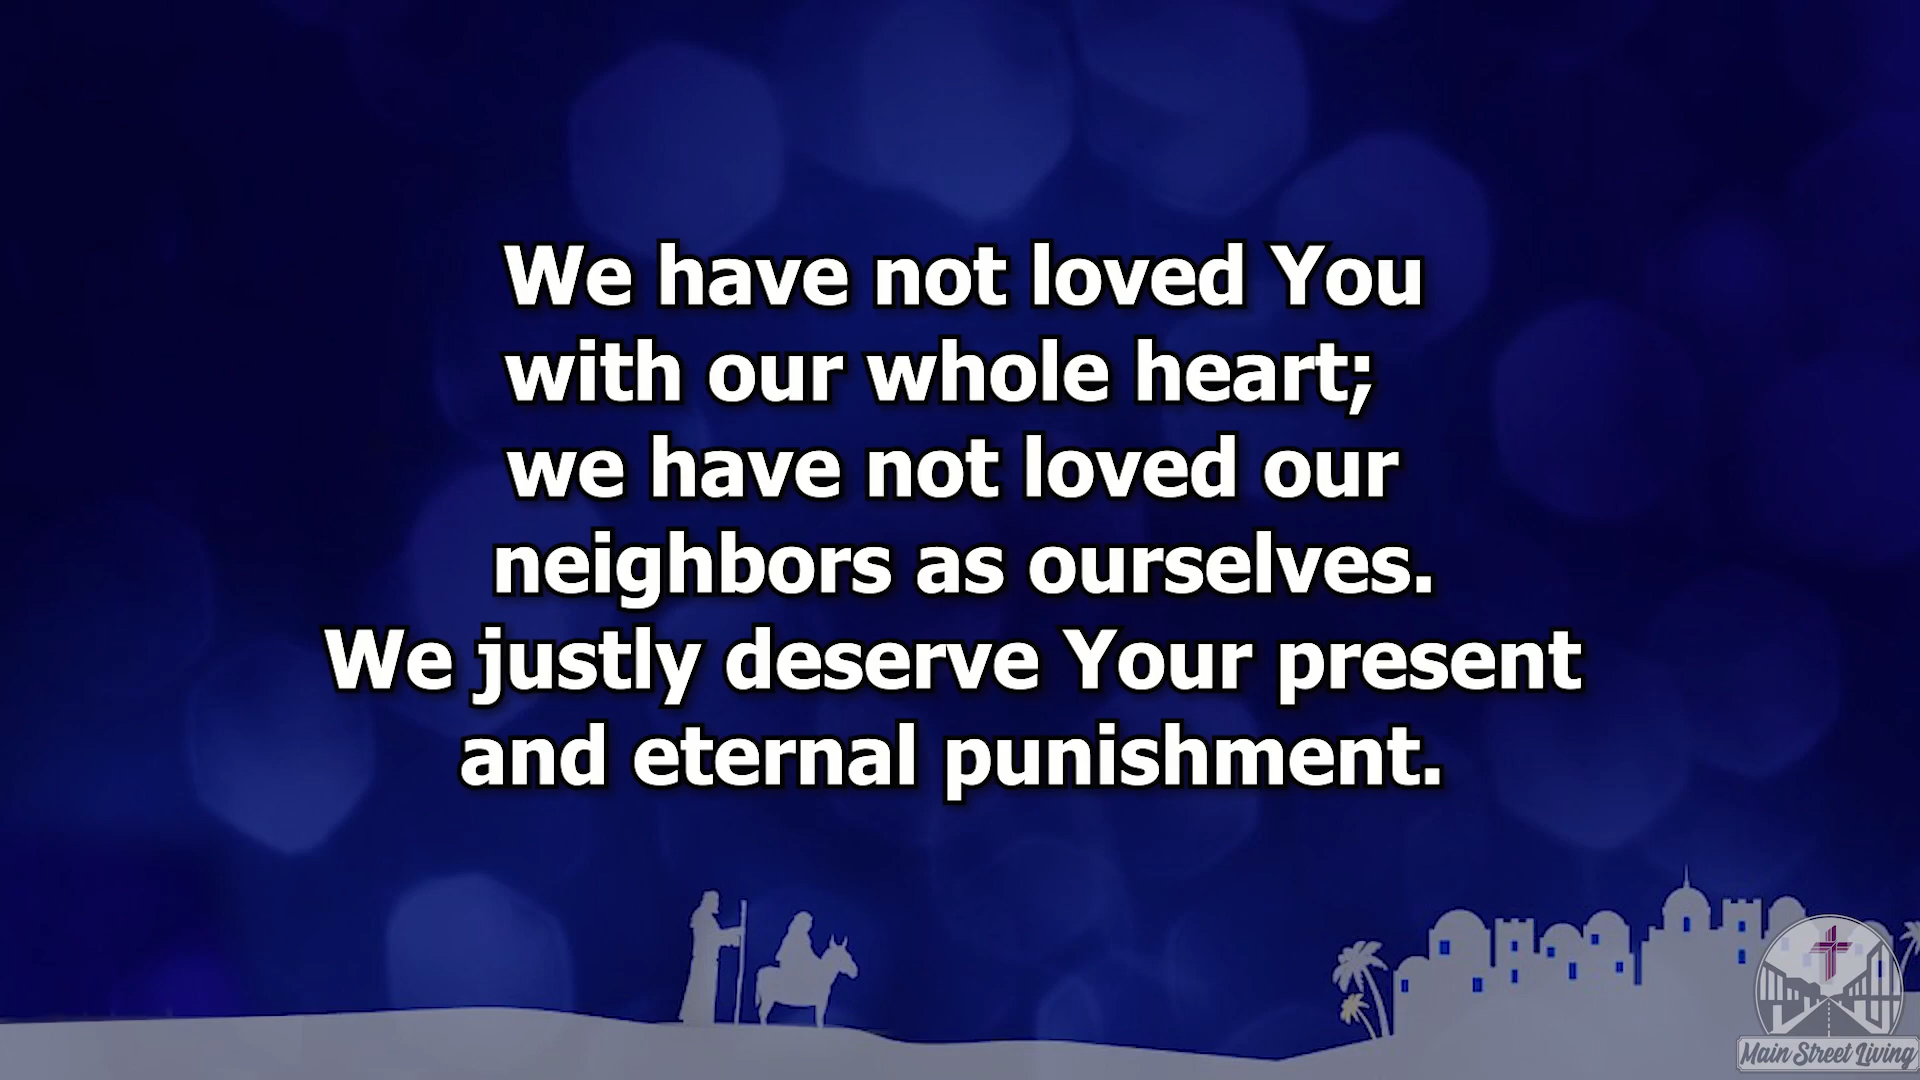 We have not loved You
with our whole heart;
we have not loved our
neighbors as ourselves.
We justly deserve Your present
and eternal punishment.
Main Street Living